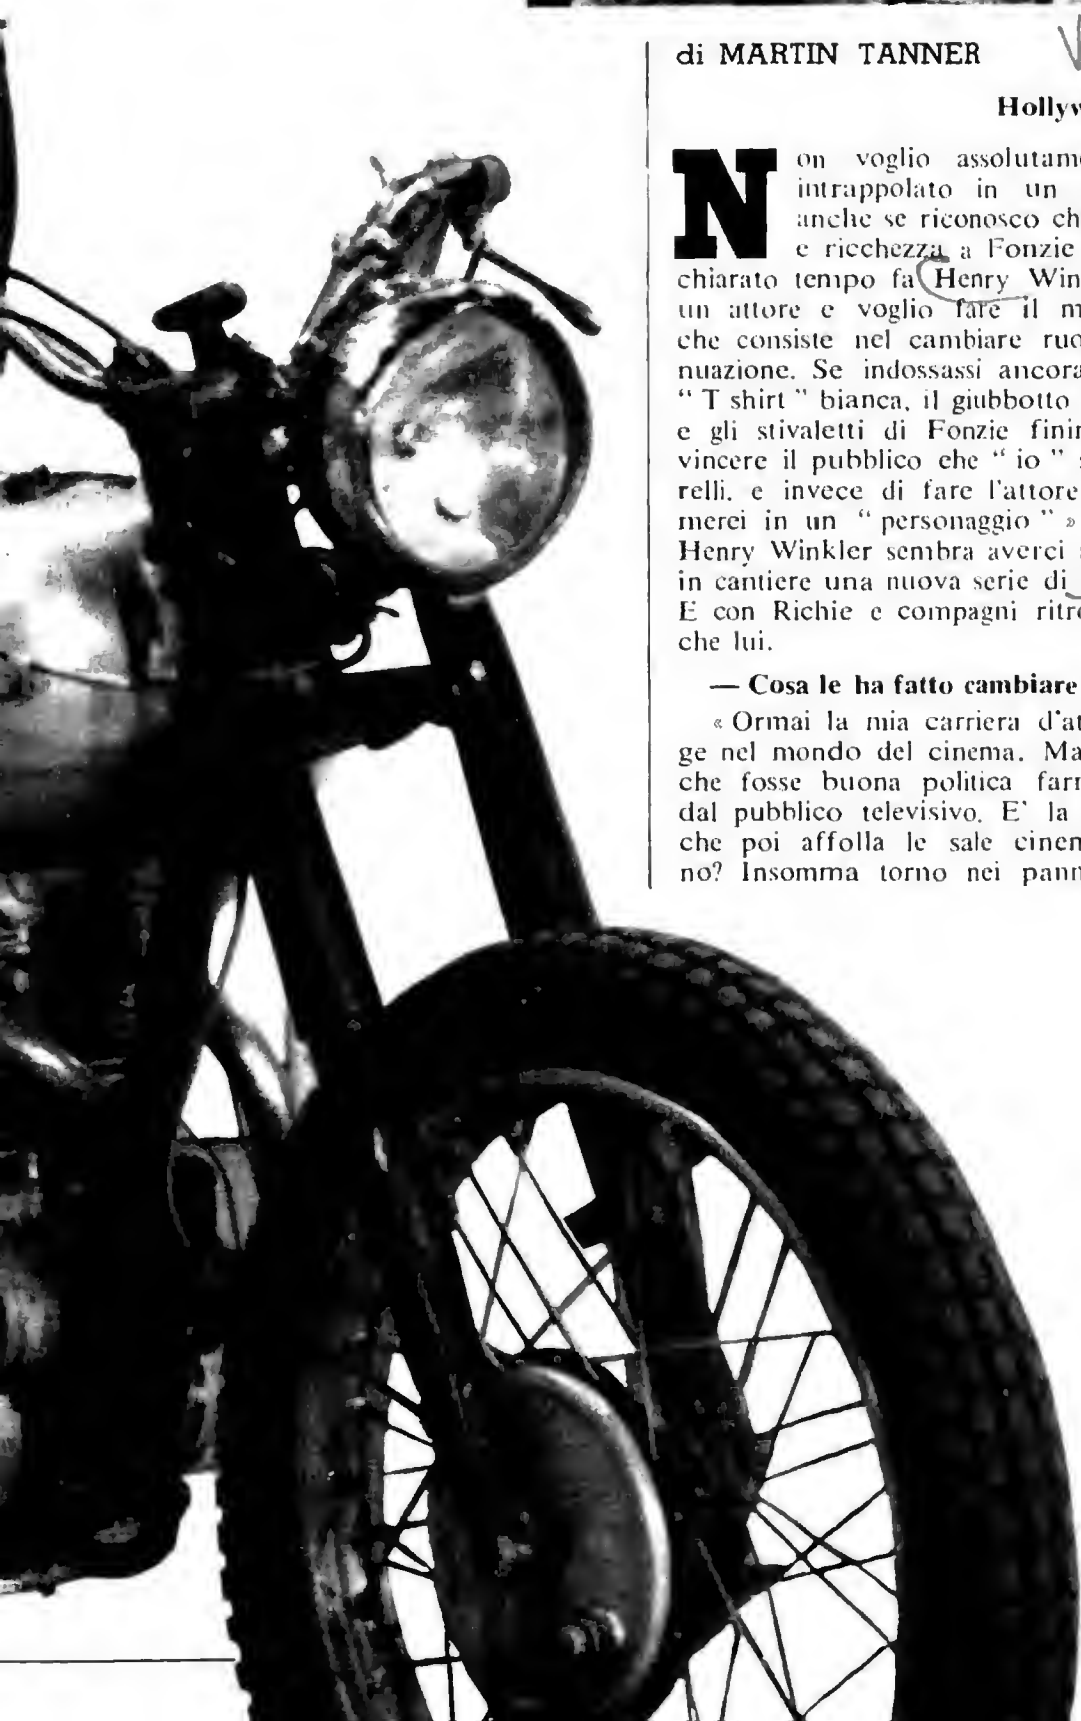 di MARTIN TANNER
Hollyw
Non voglio assolutame
intrappolato in un
anche se riconosco ch
e ricchezza a Fonzie
chiarato tempo fa Henry Win
un attore e voglio fare il m
che consiste nel cambiare ruo
nuazione. Se indossassi ancora
" T shirt " bianca, il giubbotto
e gli stivaletti di Fonzie finir
vincere il pubblico che " io " s
relli, e invece di fare l'attore
merei in un " personaggio " »
Henry Winkler sembra averci
in cantiere una nuova serie di
E con Richie e compagni ritro
che lui.
— Cosa le ha fatto cambiare
« Ormai la mia carriera d'at
ge nel mondo del cinema. Ma
che fosse buona politica farn
dal pubblico televisivo. E' la
che poi affolla le sale cinem
no? Insomma torno nei pann